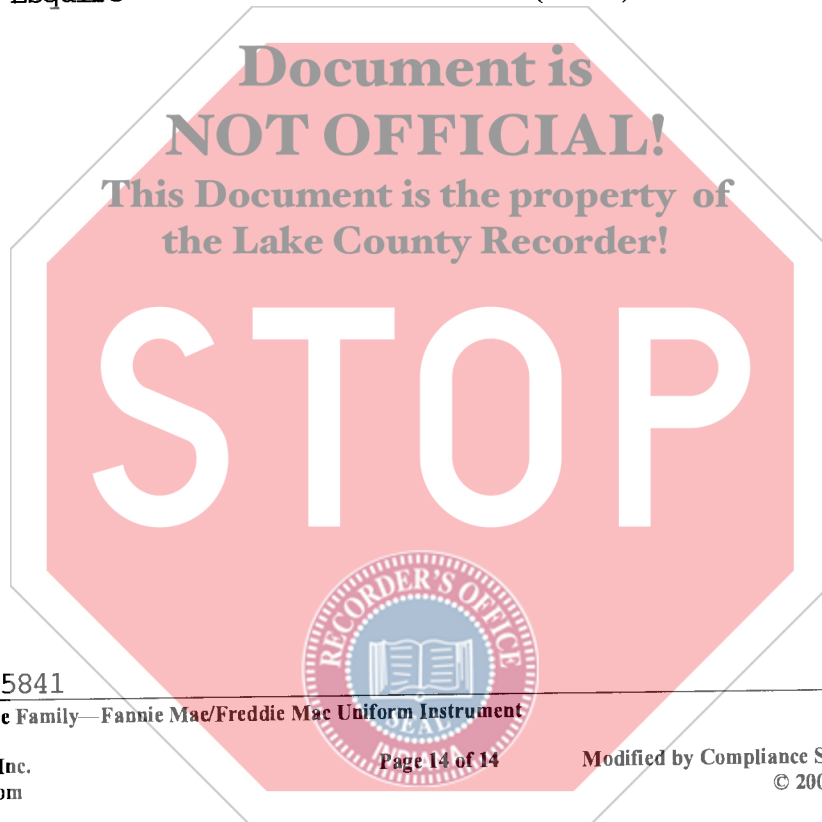 Document is
NOT OFFICIAL!
This Document is the property of
the Lake County Recorder!
STOP
RECORDER'S OFFICE
SEAL
INDIANA
5841
e Family—Fannie Mae/Freddie Mac Uniform Instrument
Inc. Page 14 of 14 Modified by Compliance S
om © 200